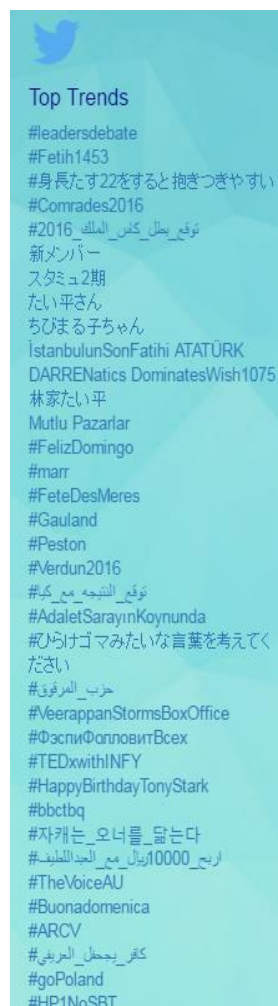 Top Trends
#leadersdebate
#Fetih1453
#身長たす22をすると抱きつきやすい
#Comrades2016
#توقع_بطل_كاس_الملك_2016
新メンバー
スタミュ2期
たい平さん
ちびまる子ちゃん
İstanbulunSonFatihi ATATÜRK
DARRENatics DominatesWish1075
林家たい平
Mutlu Pazarlar
#FelizDomingo
#marr
#FeteDesMeres
#Gauland
#Peston
#Verdun2016
#توقع_النتيجه_مع_كيا
#AdaletSarayınKoynunda
#ひらけゴマみたいな言葉を考えてく
ださい
#حزب_المرقوق
#VeerappanStormsBoxOffice
#ФэспиФолловитВсех
#TEDxwithINFY
#HappyBirthdayTonyStark
#bbctbq
#자캐는_오너를_닮는다
#اربح_10000ريال_مع_العبداللطيف
#TheVoiceAU
#Buonadomenica
#ARCV
#كافر_بجحفل_العريفي
#goPoland
#HP1NoSBT